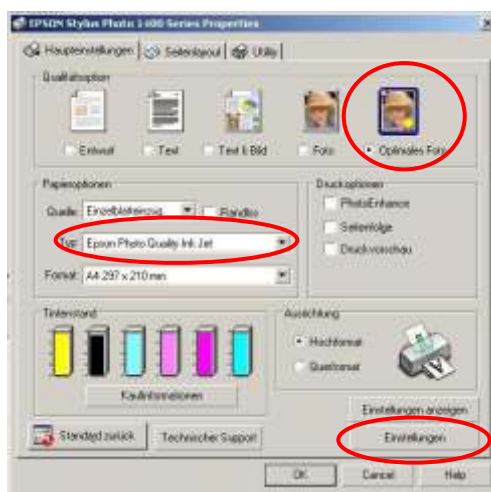 EPSON Stylus Photo 1400 Series Properties
Haupteinstellungen Seitenlayout Utility
Qualitätsoption
Entwurf Text Text & Bild Foto Optimales Foto
Papieroptionen Druckoptionen
Quelle: Einzelblatteinzug Randlos PhotoEnhance
Typ: Epson Photo Quality Ink Jet Seitenfolge
Druckvorschau
Format: A4 297 x 210 mm
Tintenstand Ausrichtung
Hochformat
Querformat
Kaufinformationen
Einstellungen anzeigen
Standard zurück Technischer Support Einstellungen
OK Cancel Help